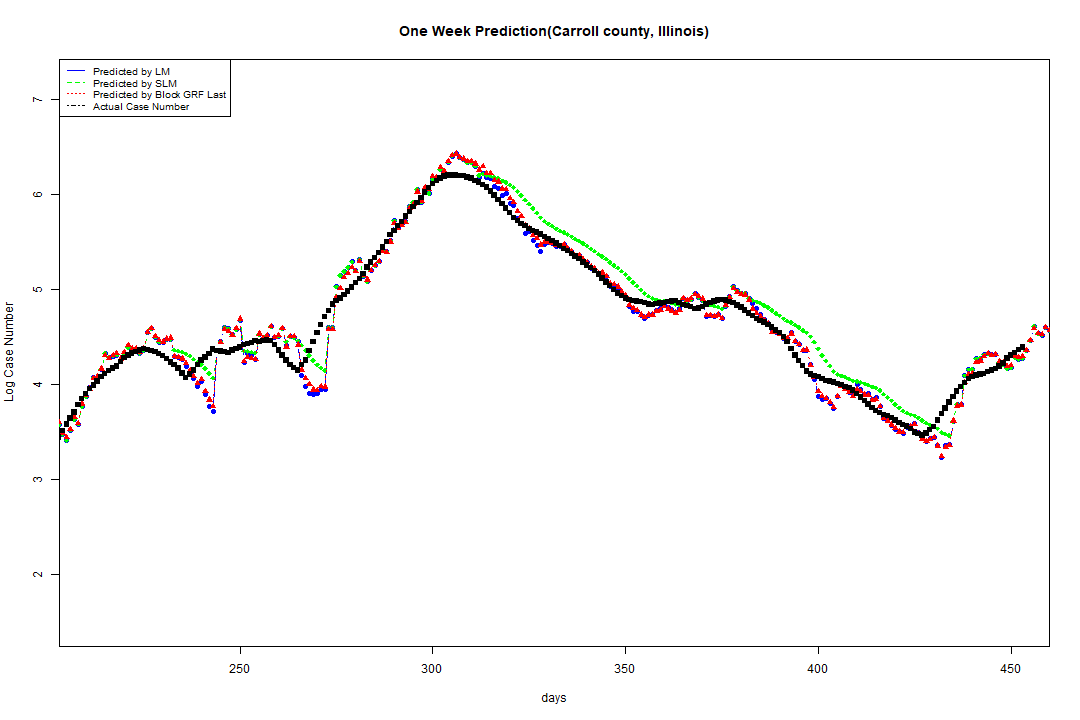 One Week Prediction(Carroll county, Illinois)
Predicted by LM
Predicted by SLM
Predicted by Block GRF Last
Actual Case Number
7
6
5
4
3
2
Log Case Number
250
300
350
400
450
days